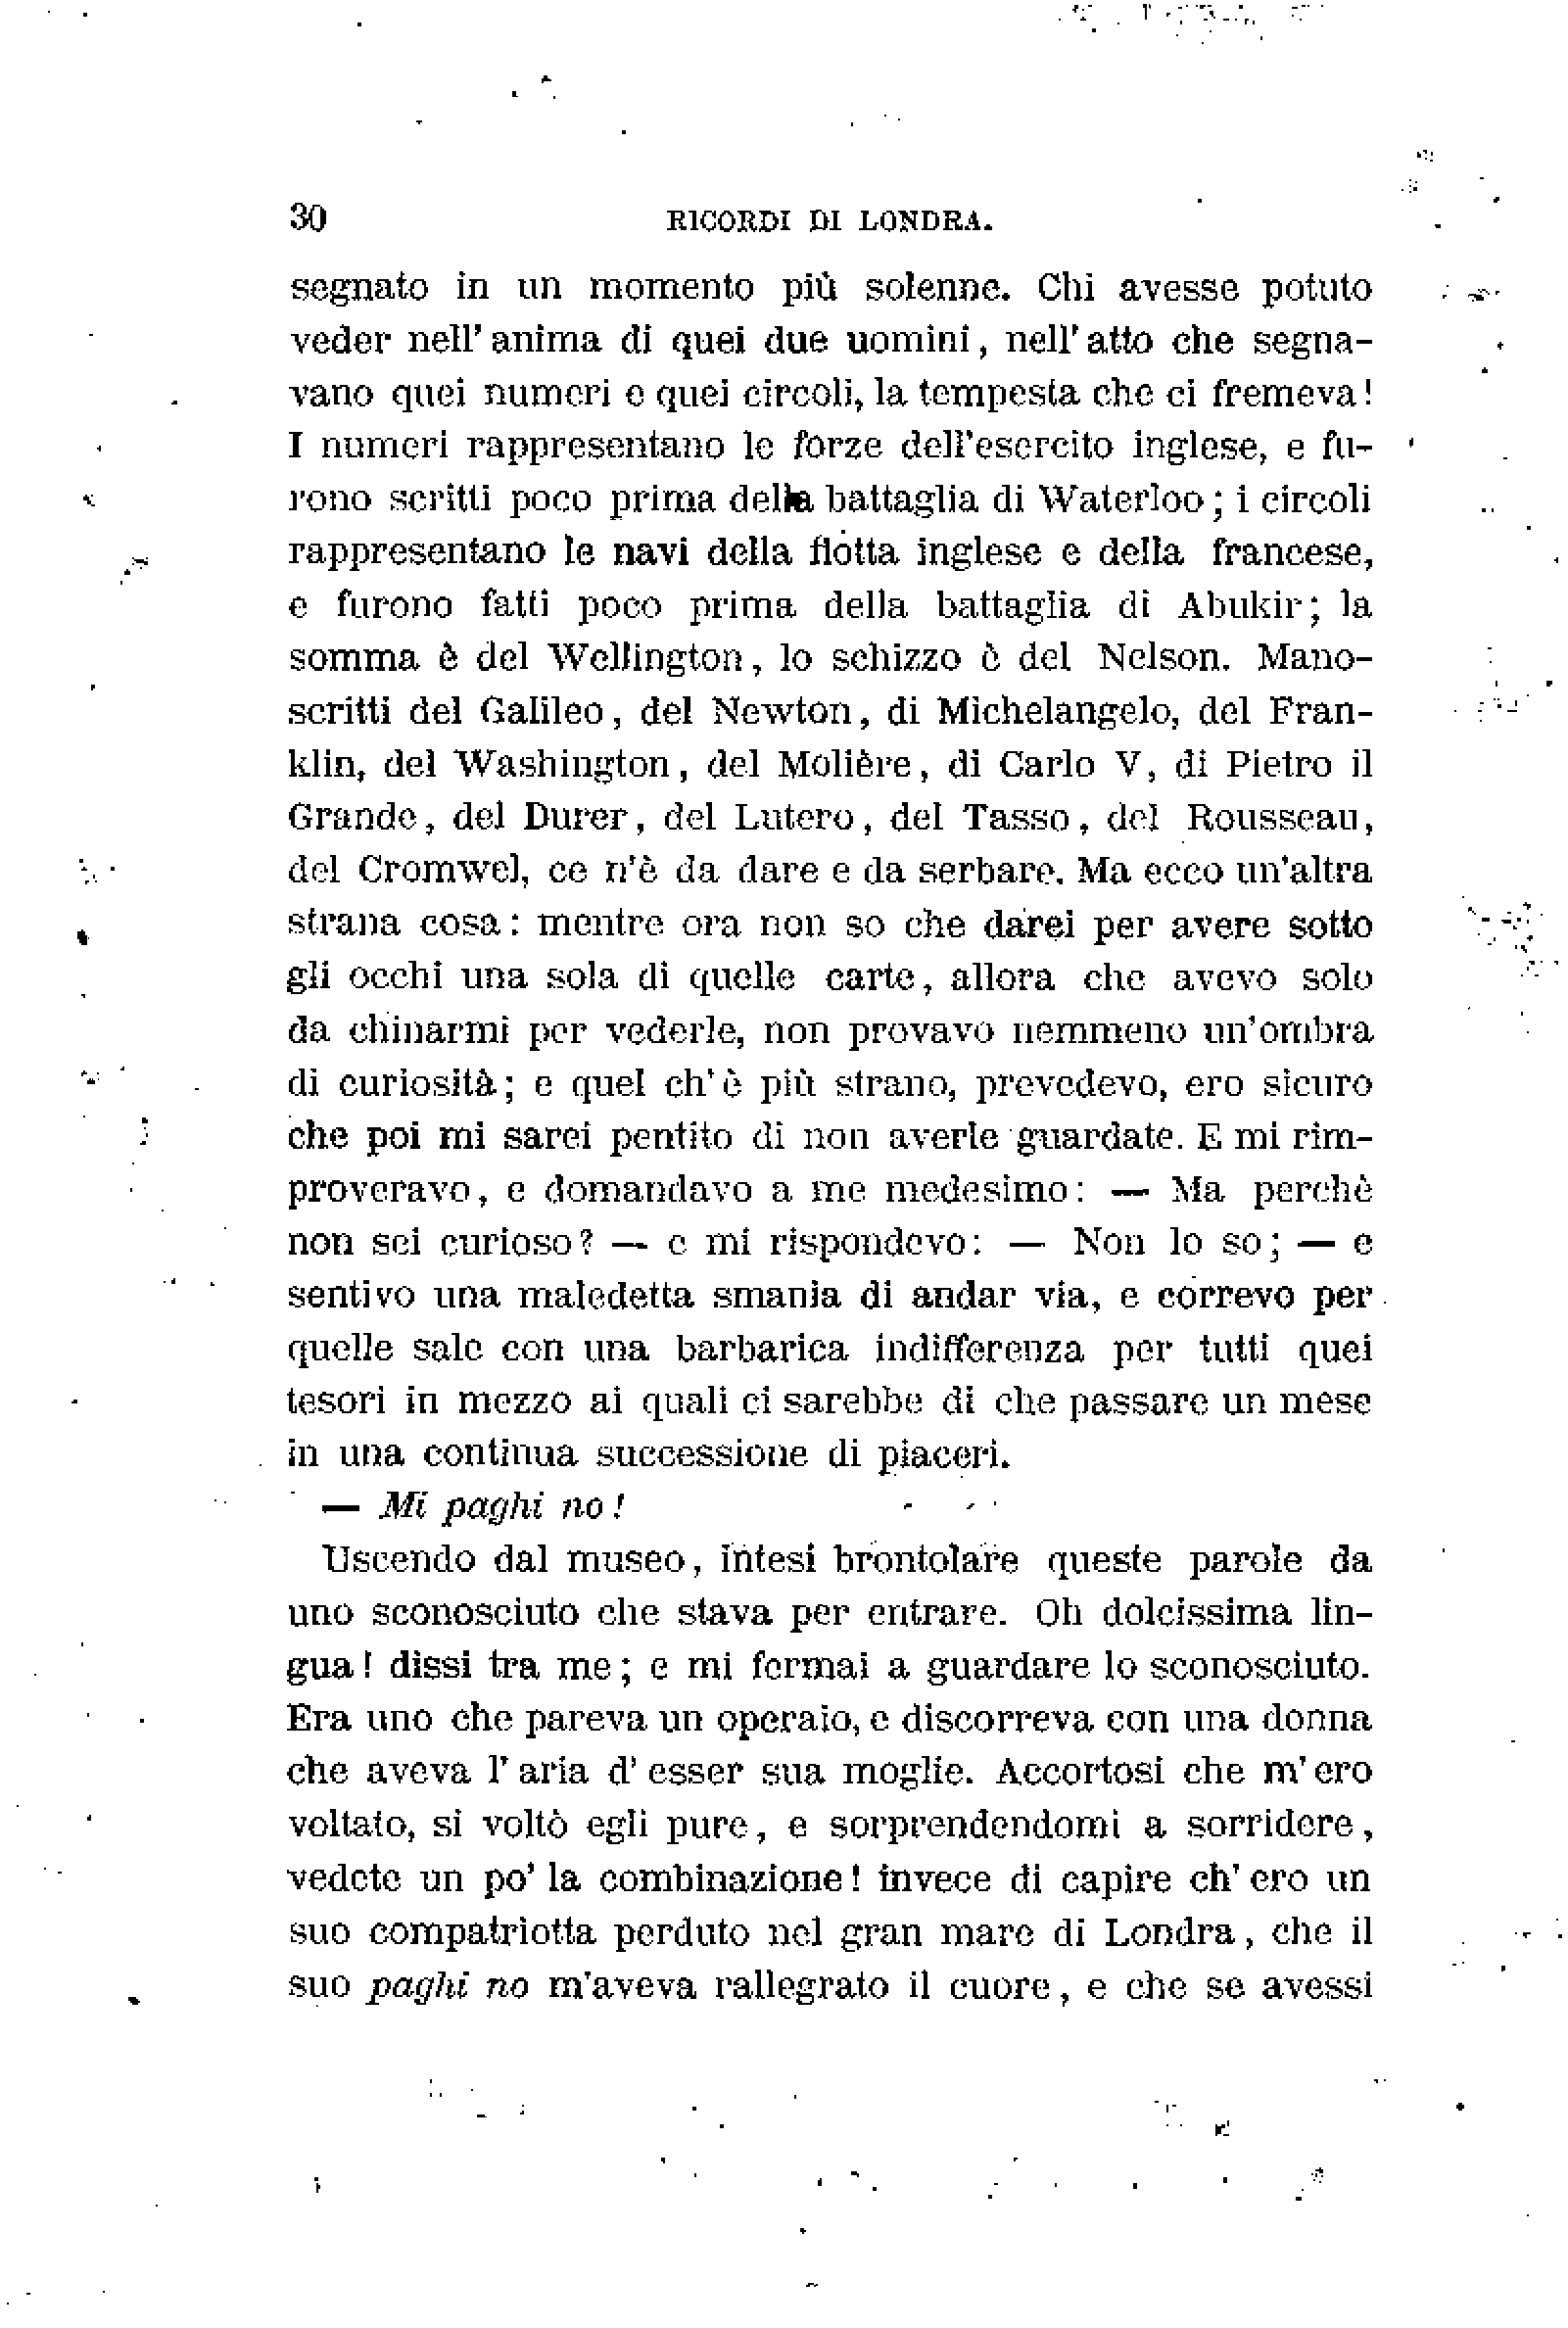 30 RICORDI DI LONDRA.
segnato in un momento più solenne. Chi avesse potuto
veder nell' anima di quei due uomini, nell' atto che segna-
vano quei numeri e quei circoli, la tempesta che ci fremeva!
I numeri rappresentano le forze dell'esercito inglese, e fu-
rono scritti poco prima della battaglia di Waterloo; i circoli
rappresentano le navi della flotta inglese e della francese,
e furono fatti poco prima della battaglia di Abukir; la
somma è del Wellington, lo schizzo è del Nelson. Mano-
scritti del Galileo, del Newton, di Michelangelo, del Fran-
klin, del Washington, del Molière, di Carlo V, di Pietro il
Grande, del Durer, del Lutero, del Tasso, del Rousseau,
del Cromwel, ce n'è da dare e da serbare. Ma ecco un'altra
strana cosa: mentre ora non so che darei per avere sotto
gli occhi una sola di quelle carte, allora che avevo solo
da chinarmi per vederle, non provavo nemmeno un'ombra
di curiosità; e quel ch' è più strano, prevedevo, ero sicuro
che poi mi sarei pentito di non averle guardate. E mi rim-
proveravo, e domandavo a me medesimo: — Ma perchè
non sei curioso? — e mi rispondevo: — Non lo so; — e
sentivo una maledetta smania di andar via, e correvo per
quelle sale con una barbarica indifferenza per tutti quei
tesori in mezzo ai quali ci sarebbe di che passare un mese
in una continua successione di piaceri.
— Mi paghi no!
Uscendo dal museo, intesi brontolare queste parole da
uno sconosciuto che stava per entrare. Oh dolcissima lin-
gua! dissi tra me; e mi fermai a guardare lo sconosciuto.
Era uno che pareva un operaio, e discorreva con una donna
che aveva l' aria d' esser sua moglie. Accortosi che m' ero
voltato, si voltò egli pure, e sorprendendomi a sorridere,
vedete un po' la combinazione! invece di capire ch' ero un
suo compatriotta perduto nel gran mare di Londra, che il
suo paghi no m'aveva rallegrato il cuore, e che se avessi